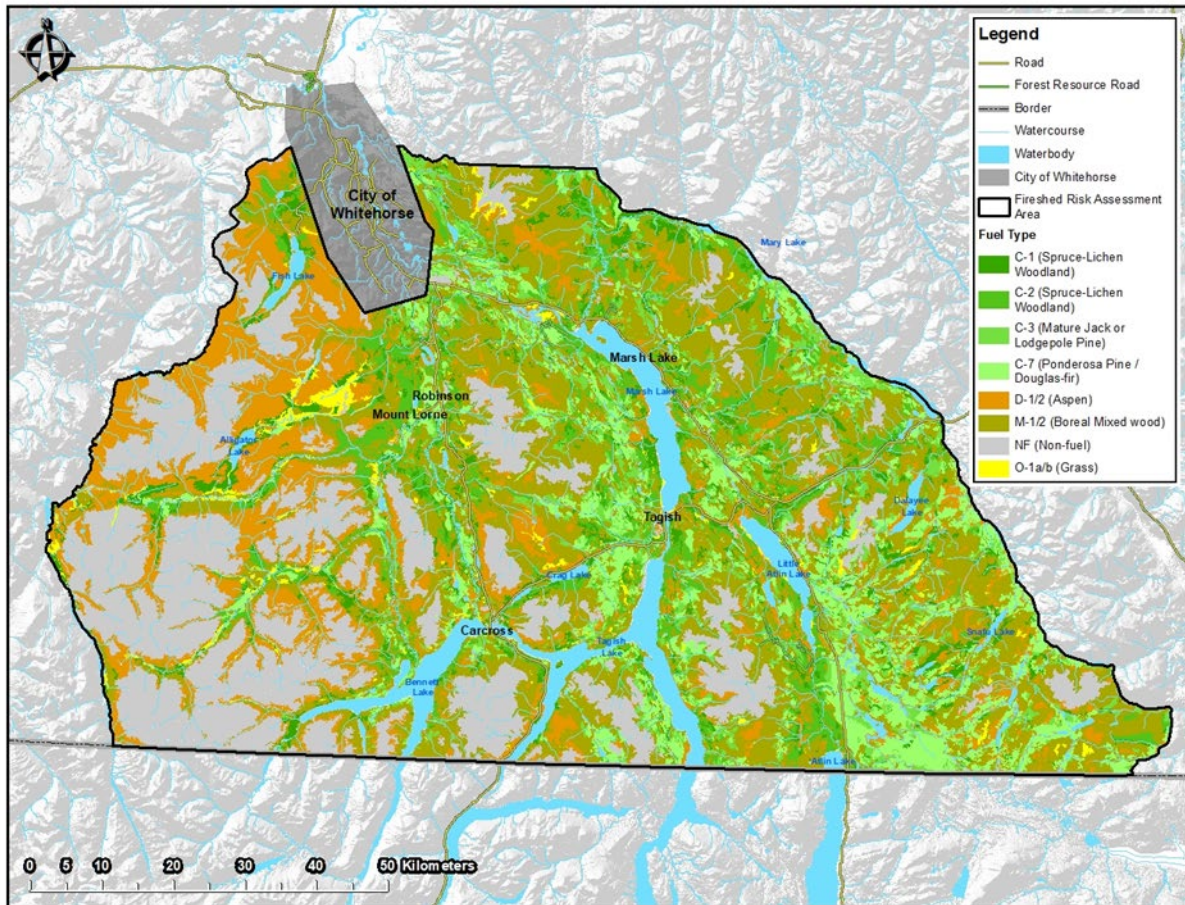 N
Legend
Road
Forest Resource Road
Border
Watercourse
Waterbody
City of Whitehorse
Fireshed Risk Assessment
Area
Fuel Type
C-1 (Spruce-Lichen
Woodland)
C-2 (Spruce-Lichen
Woodland)
C-3 (Mature Jack or
Lodgepole Pine)
C-7 (Ponderosa Pine /
Douglas-fir)
D-1/2 (Aspen)
M-1/2 (Boreal Mixed wood)
NF (Non-fuel)
O-1a/b (Grass)
City of
Whitehorse
Mary Lake
Fish Lake
Marsh Lake
Marsh Lake
Robinson
Mount Lorne
Alligator
Lake
Dalayee
Lake
Tagish
Little
Atlin Lake
Crag Lake
Carcross
Tagish
Lake
Snafu Lake
Bennett
Lake
Atlin Lake
0 5 10 20 30 40 50 Kilometers